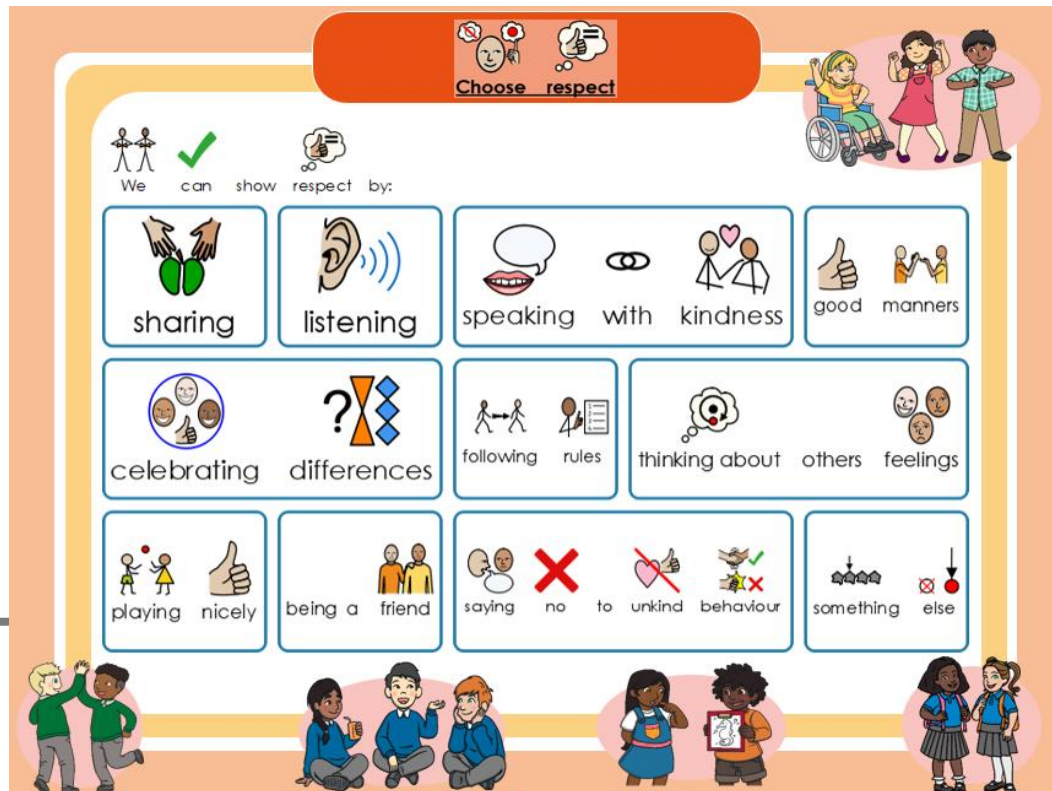 Choose respect
We can show respect by:
sharing
listening
speaking with kindness
good manners
celebrating differences
following rules
thinking about others feelings
playing nicely
being a friend
saying no to unkind behaviour
something else